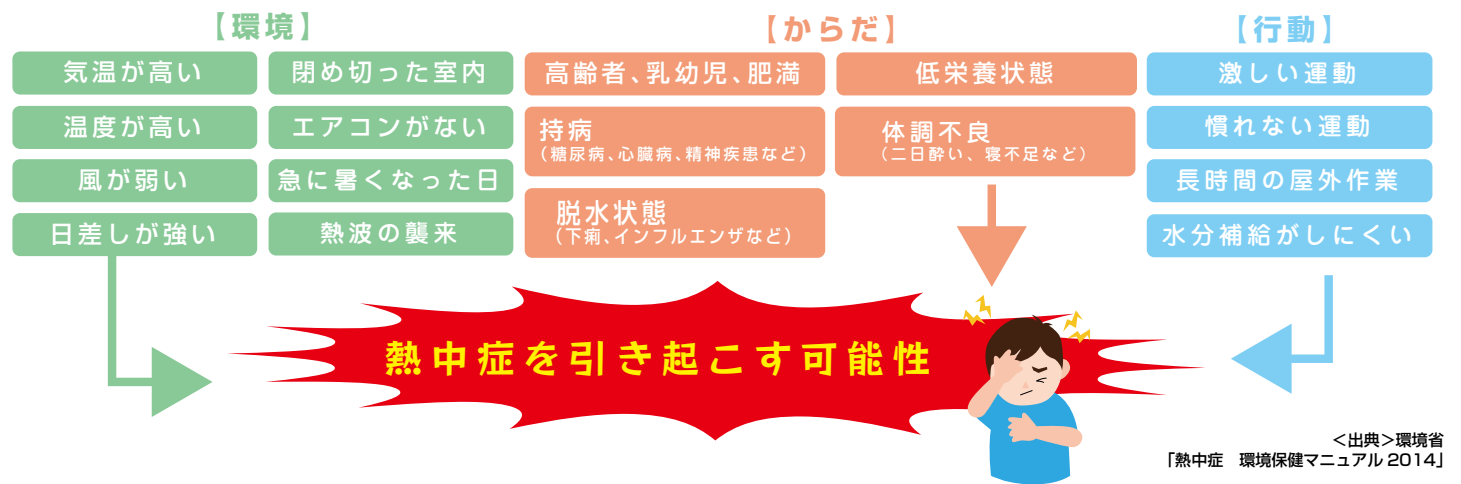 【環境】
気温が高い
温度が高い
風が弱い
日差しが強い
閉め切った室内
エアコンがない
急に暑くなった日
熱波の襲来
【からだ】
高齢者、乳幼児、肥満
持病
(糖尿病、心臓病、精神疾患など)
脱水状態
(下痢、インフルエンザなど)
低栄養状態
体調不良
(二日酔い、寝不足など)
【行動】
激しい運動
慣れない運動
長時間の屋外作業
水分補給がしにくい
熱中症を引き起こす可能性
<出典>環境省
「熱中症　環境保健マニュアル2014」